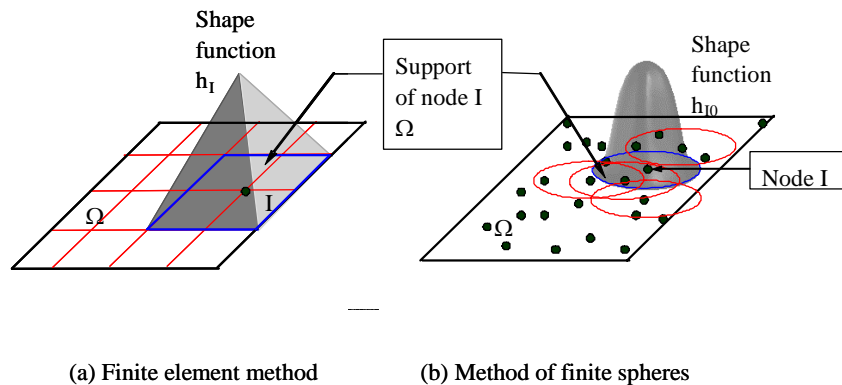 Shape
function
h_I
Support
of node I
Ω
Shape
function
h_I0
Node I
Ω
I
Ω
(a) Finite element method
(b) Method of finite spheres